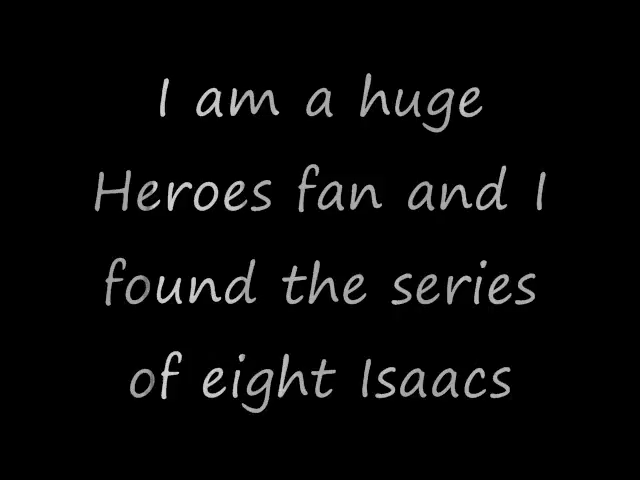 I am a huge
Heroes fan and I
found the series
of eight Isaacs